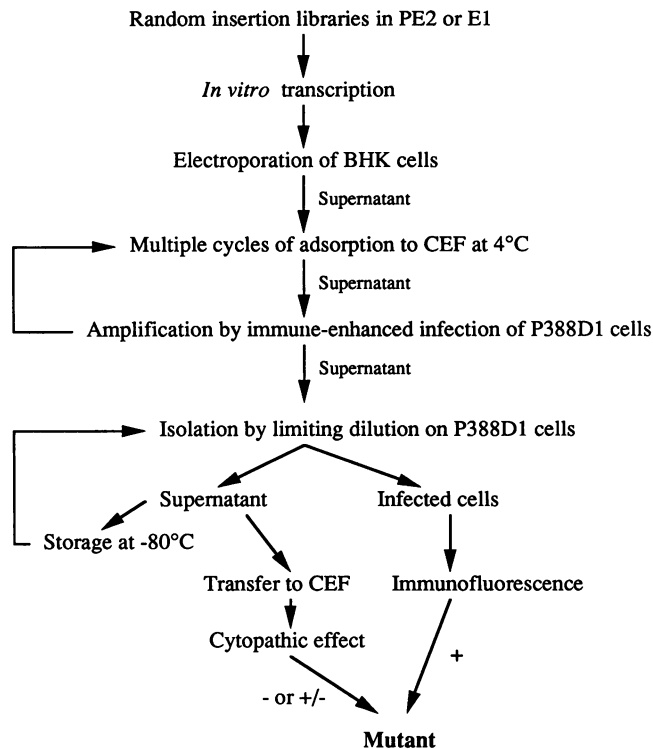 Random insertion libraries in PE2 or E1
In vitro transcription
Electroporation of BHK cells
Supernatant
Multiple cycles of adsorption to CEF at 4°C
Supernatant
Amplification by immune-enhanced infection of P388D1 cells
Supernatant
Isolation by limiting dilution on P388D1 cells
Supernatant
Infected cells
Storage at -80°C
Transfer to CEF
Immunofluorescence
Cytopathic effect
+
- or +/-
Mutant